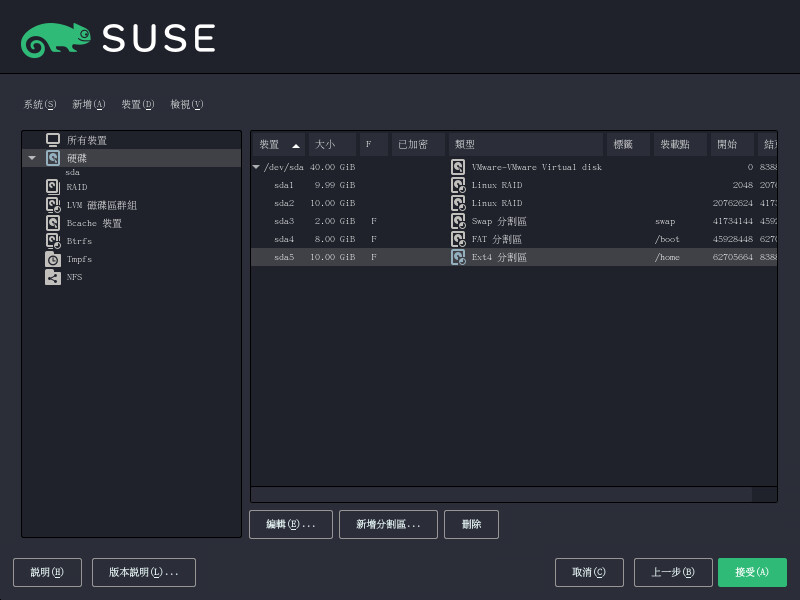 SUSE
系統(S) 新增(A) 裝置(D) 檢視(V)
所有裝置
硬碟
sda
RAID
LVM 磁碟區群組
Bcache 裝置
Btrfs
Tmpfs
NFS
裝置 大小 F 已加密 類型 標籤 裝載點 開始
/dev/sda 40.00 GiB VMware-VMware Virtual disk 0 8388
sda1 9.99 GiB Linux RAID 2048 2076
sda2 10.00 GiB Linux RAID 20762624 4173
sda3 2.00 GiB F Swap 分割區 swap 41734144 4592
sda4 8.00 GiB F FAT 分割區 /boot 45928448 6270
sda5 10.00 GiB F Ext4 分割區 /home 62705664 8388
編輯(E)... 新增分割區... 刪除
說明(H) 版本說明(L)... 取消(C) 上一步(B) 接受(A)